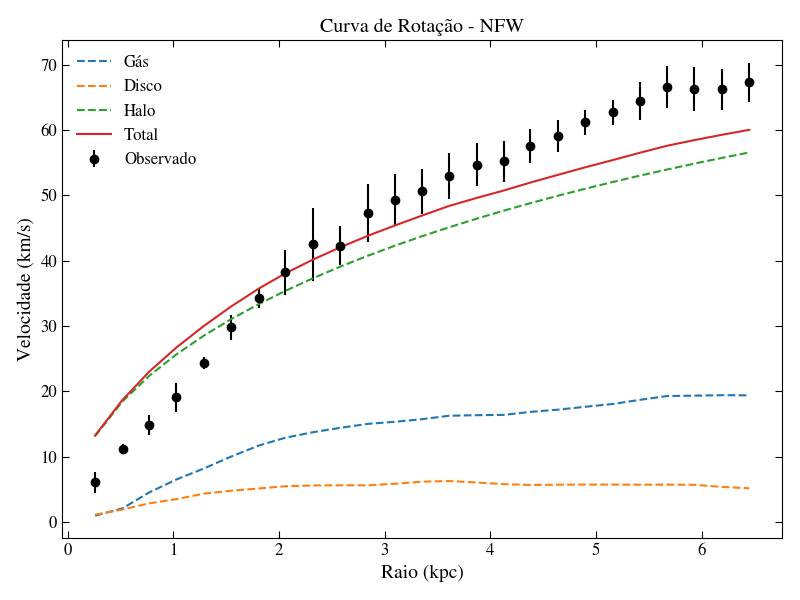 Curva de Rotação - NFW
Gás
Disco
Halo
Total
Observado
Velocidade (km/s)
70
60
50
40
30
20
10
0
0 1 2 3 4 5 6
Raio (kpc)